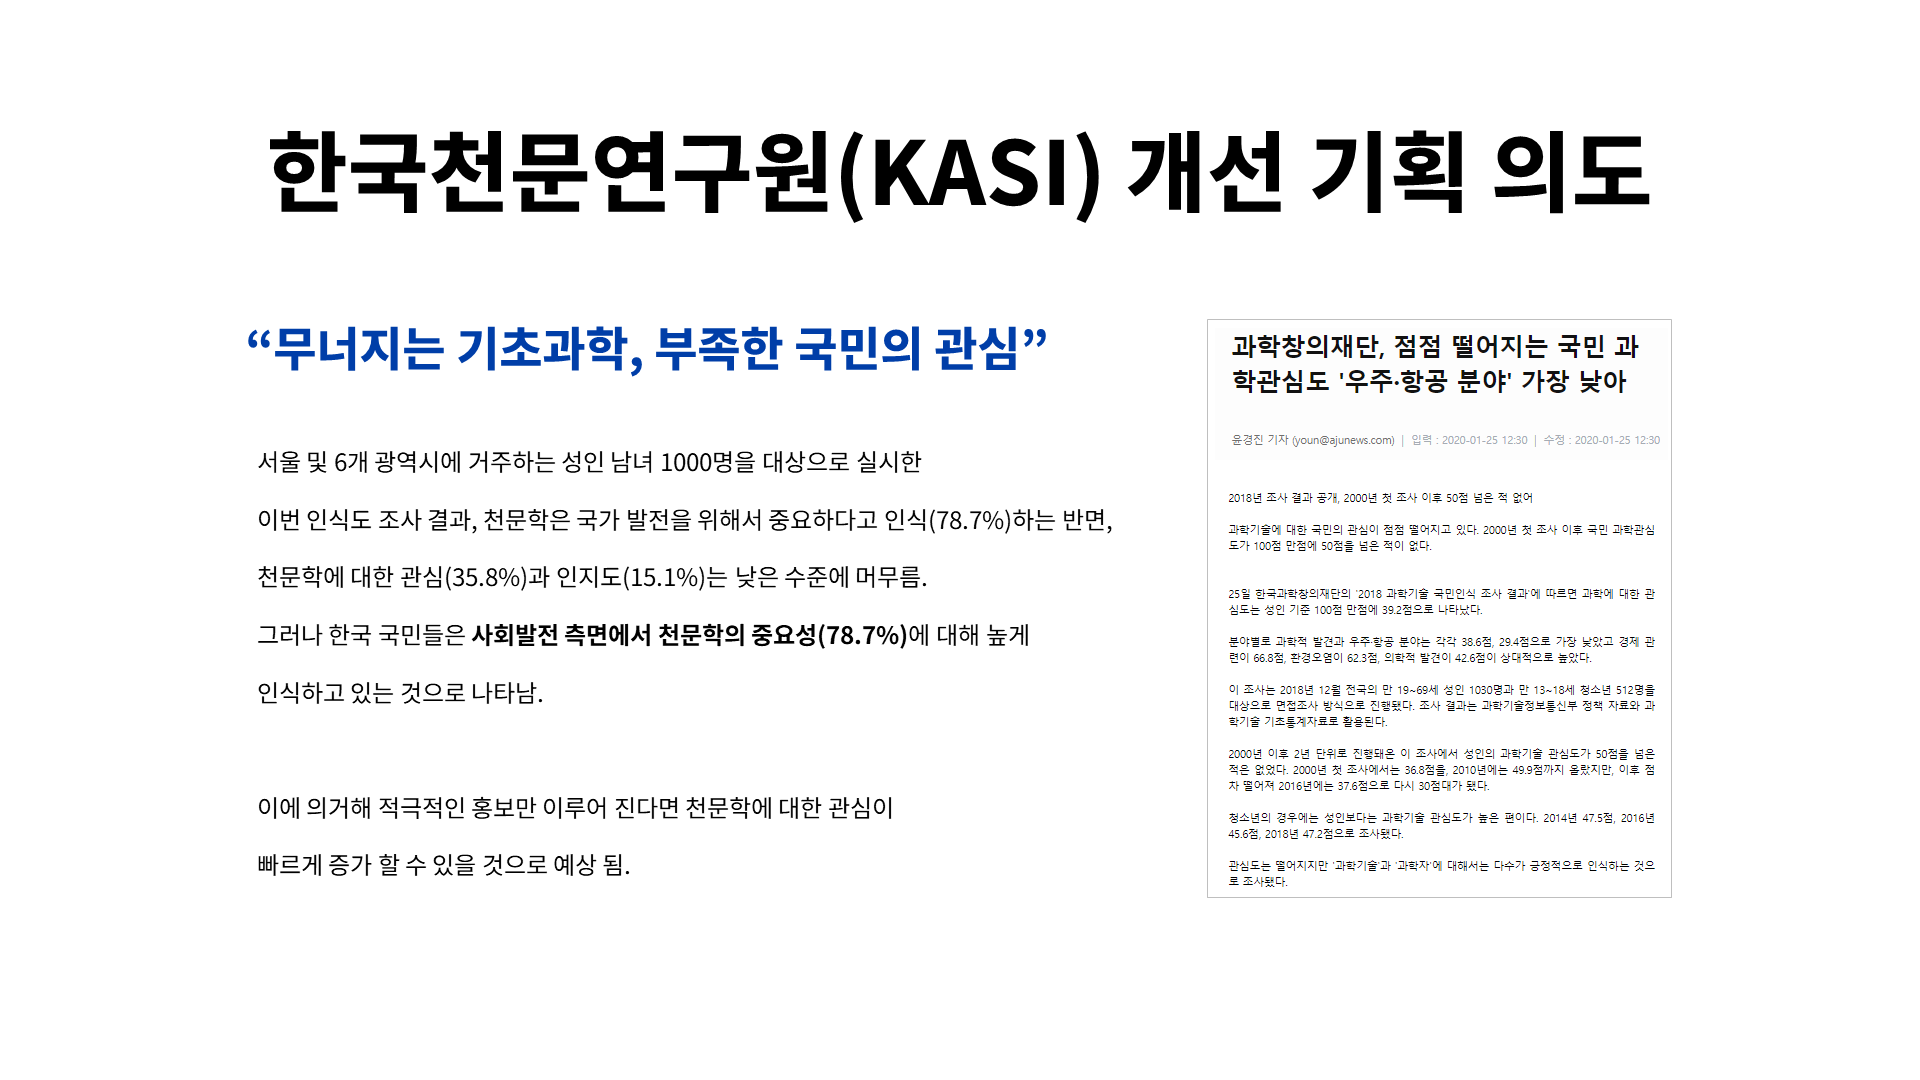 한국천문연구원(KASI) 개선 기획 의도
“무너지는 기초과학, 부족한 국민의 관심”
서울 및 6개 광역시에 거주하는 성인 남녀 1000명을 대상으로 실시한
이번 인식도 조사 결과, 천문학은 국가 발전을 위해서 중요하다고 인식(78.7%)하는 반면,
천문학에 대한 관심(35.8%)과 인지도(15.1%)는 낮은 수준에 머무름.
그러나 한국 국민들은 사회발전 측면에서 천문학의 중요성(78.7%)에 대해 높게
인식하고 있는 것으로 나타남.
이에 의거해 적극적인 홍보만 이루어 진다면 천문학에 대한 관심이
빠르게 증가 할 수 있을 것으로 예상 됨.
과학창의재단, 점점 떨어지는 국민 과
학관심도 '우주·항공 분야' 가장 낮아
윤경진 기자 (youn@ajunews.com) | 입력 : 2020-01-25 12:30 | 수정 : 2020-01-25 12:30
2018년 조사 결과 공개, 2000년 첫 조사 이후 50점 넘은 적 없어
과학기술에 대한 국민의 관심이 점점 떨어지고 있다. 2000년 첫 조사 이후 국민 과학관심
도가 100점 만점에 50점을 넘은 적이 없다.
25일 한국과학창의재단의 '2018 과학기술 국민인식 조사 결과'에 따르면 과학에 대한 관
심도는 성인 기준 100점 만점에 39.2점으로 나타났다.
분야별로 과학적 발견과 우주·항공 분야는 각각 38.6점, 29.4점으로 가장 낮았고 경제 관
련이 66.8점, 환경오염이 62.3점, 의학적 발견이 42.6점이 상대적으로 높았다.
이 조사는 2018년 12월 전국의 만 19~69세 성인 1030명과 만 13~18세 청소년 512명을
대상으로 면접조사 방식으로 진행됐다. 조사 결과는 과학기술정보통신부 정책 자료와 과
학기술 기초통계자료로 활용된다.
2000년 이후 2년 단위로 진행돼온 이 조사에서 성인의 과학기술 관심도가 50점을 넘은
적은 없었다. 2000년 첫 조사에서는 36.8점을, 2010년에는 49.9점까지 올랐지만, 이후 점
차 떨어져 2016년에는 37.6점으로 다시 30점대가 됐다.
청소년의 경우에는 성인보다는 과학기술 관심도가 높은 편이다. 2014년 47.5점, 2016년
45.6점, 2018년 47.2점으로 조사됐다.
관심도는 떨어지지만 '과학기술'과 '과학자'에 대해서는 다수가 긍정적으로 인식하는 것으
로 조사됐다.